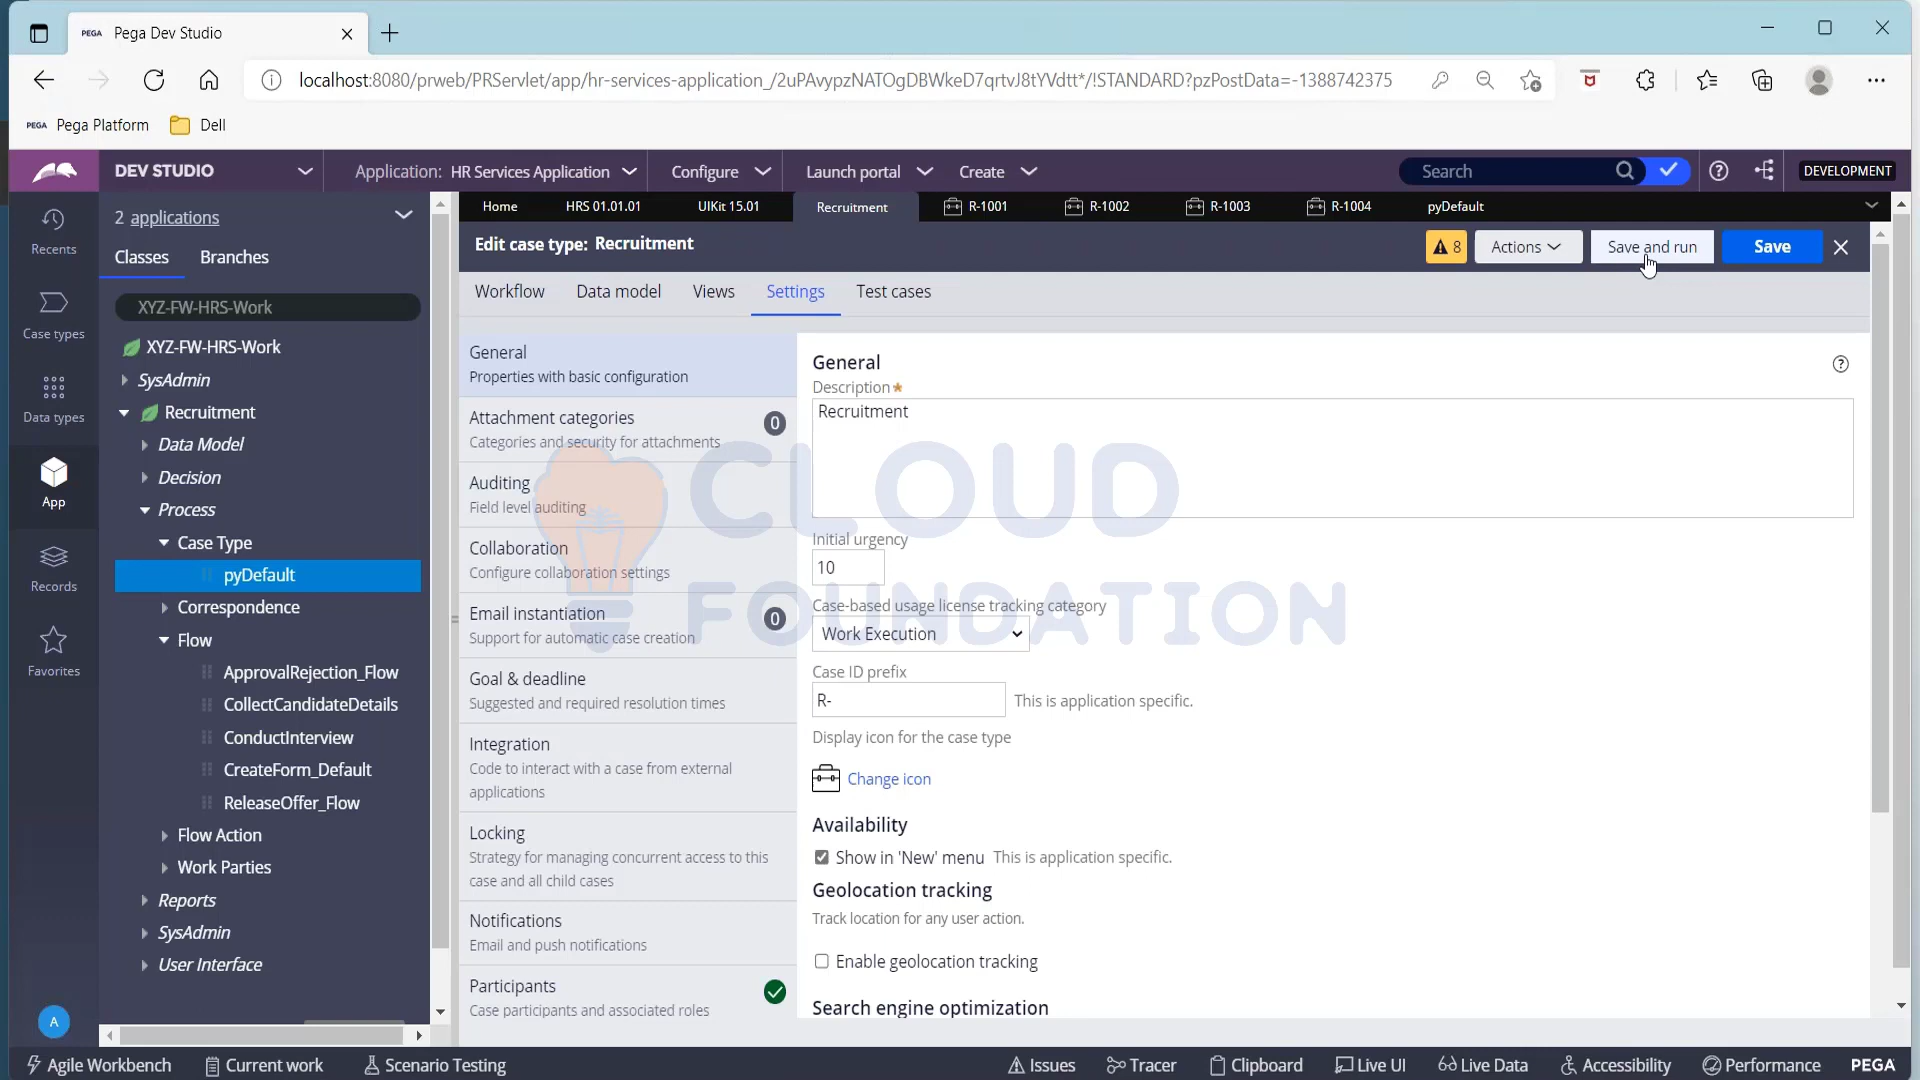 PEGA Pega Dev Studio
localhost:8080/prweb/PRServlet/app/hr-services-application_/2uPAvypzNATOgDBWkeD7qrtvJ8tYVdtt*/!STANDARD?pzPostData=-1388742375
PEGA Pega Platform Dell
DEV STUDIO Application: HR Services Application Configure Launch portal Create Search DEVELOPMENT
Recents
Case types
Data types
App
Records
Favorites
A
2 applications
Classes Branches
XYZ-FW-HRS-Work
XYZ-FW-HRS-Work
SysAdmin
Recruitment
Data Model
Decision
Process
Case Type
pyDefault
Correspondence
Flow
ApprovalRejection_Flow
CollectCandidateDetails
ConductInterview
CreateForm_Default
ReleaseOffer_Flow
Flow Action
Work Parties
Reports
SysAdmin
User Interface
Home HRS 01.01.01 UIKit 15.01 Recruitment R-1001 R-1002 R-1003 R-1004 pyDefault
Edit case type: Recruitment 8 Actions Save and run Save
Workflow Data model Views Settings Test cases
General
Properties with basic configuration
Attachment categories 0
Categories and security for attachments
Auditing
Field level auditing
Collaboration
Configure collaboration settings
Email instantiation 0
Support for automatic case creation
Goal & deadline
Suggested and required resolution times
Integration
Code to interact with a case from external
applications
Locking
Strategy for managing concurrent access to this
case and all child cases
Notifications
Email and push notifications
Participants
Case participants and associated roles
General
Description*
Recruitment
Initial urgency
10
Case-based usage license tracking category
Work Execution
Case ID prefix
R- This is application specific.
Display icon for the case type
Change icon
Availability
Show in 'New' menu This is application specific.
Geolocation tracking
Track location for any user action.
Enable geolocation tracking
Search engine optimization
CLOUD
FOUNDATION
Agile Workbench Current work Scenario Testing Issues Tracer Clipboard Live UI Live Data Accessibility Performance PEGA